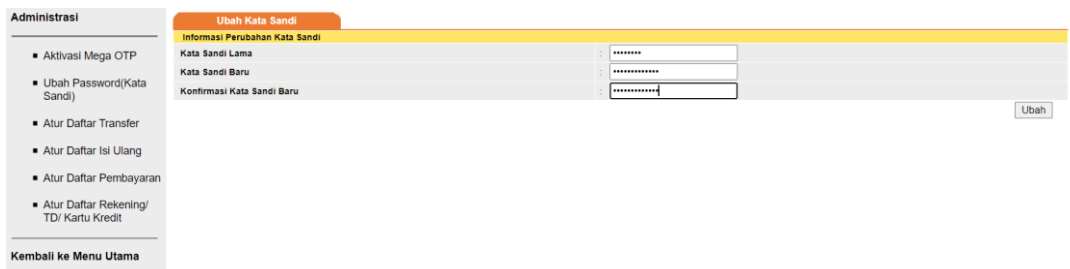 Administrasi
Aktivasi Mega OTP
Ubah Password(Kata
Sandi)
Atur Daftar Transfer
Atur Daftar Isi Ulang
Atur Daftar Pembayaran
Atur Daftar Rekening/
TD/ Kartu Kredit
Kembali ke Menu Utama
Ubah Kata Sandi
Informasi Perubahan Kata Sandi
Kata Sandi Lama :
Kata Sandi Baru :
Konfirmasi Kata Sandi Baru :
Ubah